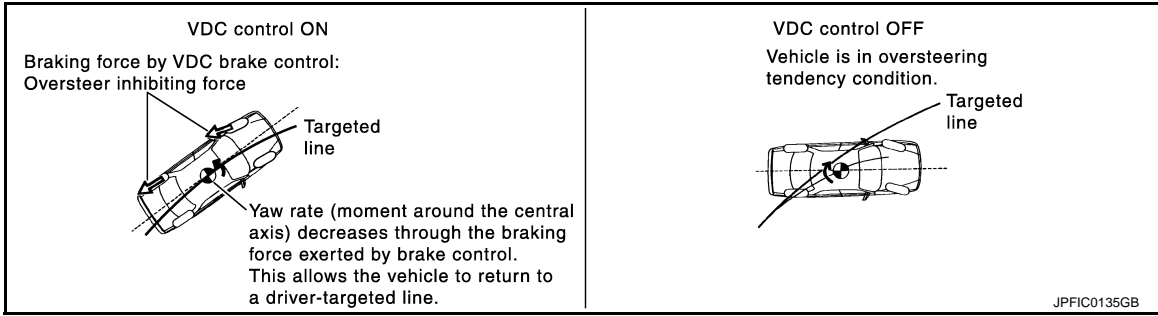 VDC control ON
Braking force by VDC brake control:
Oversteer inhibiting force
Targeted
line
Yaw rate (moment around the central
axis) decreases through the braking
force exerted by brake control.
This allows the vehicle to return to
a driver-targeted line.
VDC control OFF
Vehicle is in oversteering
tendency condition.
Targeted
line
JPFIC0135GB